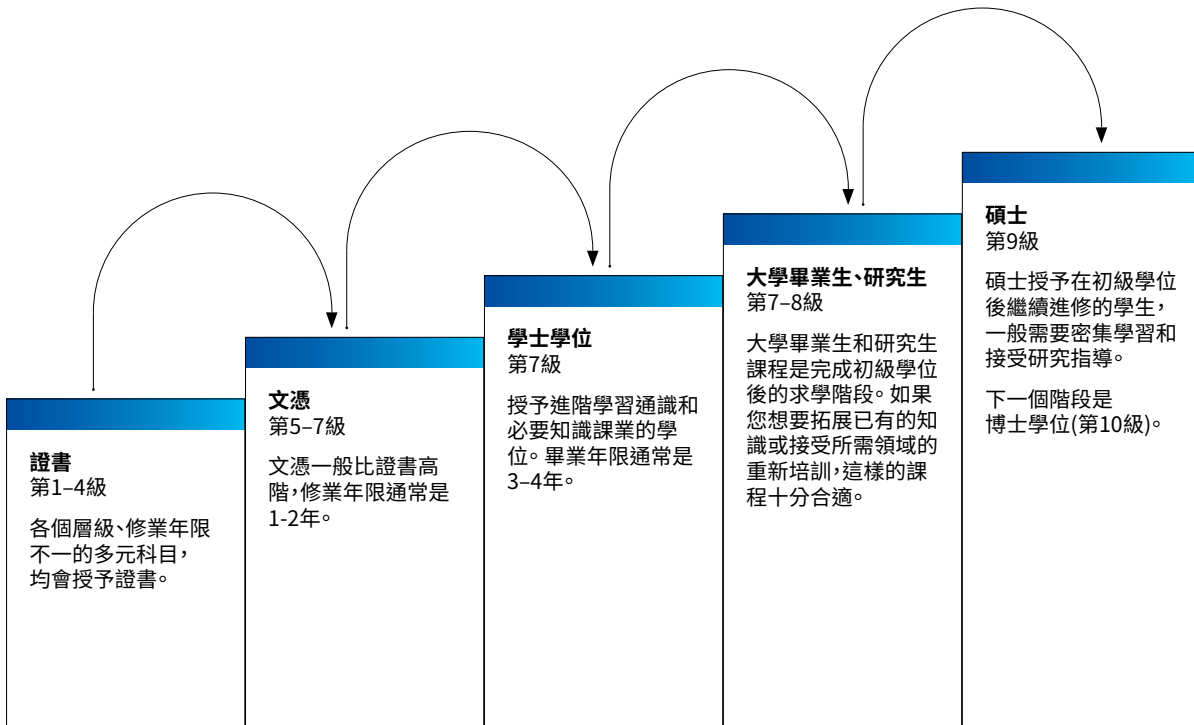 證書
第1–4級
各個層級、修業年限
不一的多元科目，
均會授予證書。
文憑
第5–7級
文憑一般比證書高
階，修業年限通常是
1-2年。
學士學位
第7級
授予進階學習通識和
必要知識課業的學
位。畢業年限通常是
3–4年。
大學畢業生、研究生
第7–8級
大學畢業生和研究生
課程是完成初級學位
後的求學階段。如果
您想要拓展已有的知
識或接受所需領域的
重新培訓，這樣的課
程十分合適。
碩士
第9級
碩士授予在初級學位
後繼續進修的學生，
一般需要密集學習和
接受研究指導。
下一個階段是
博士學位(第10級)。